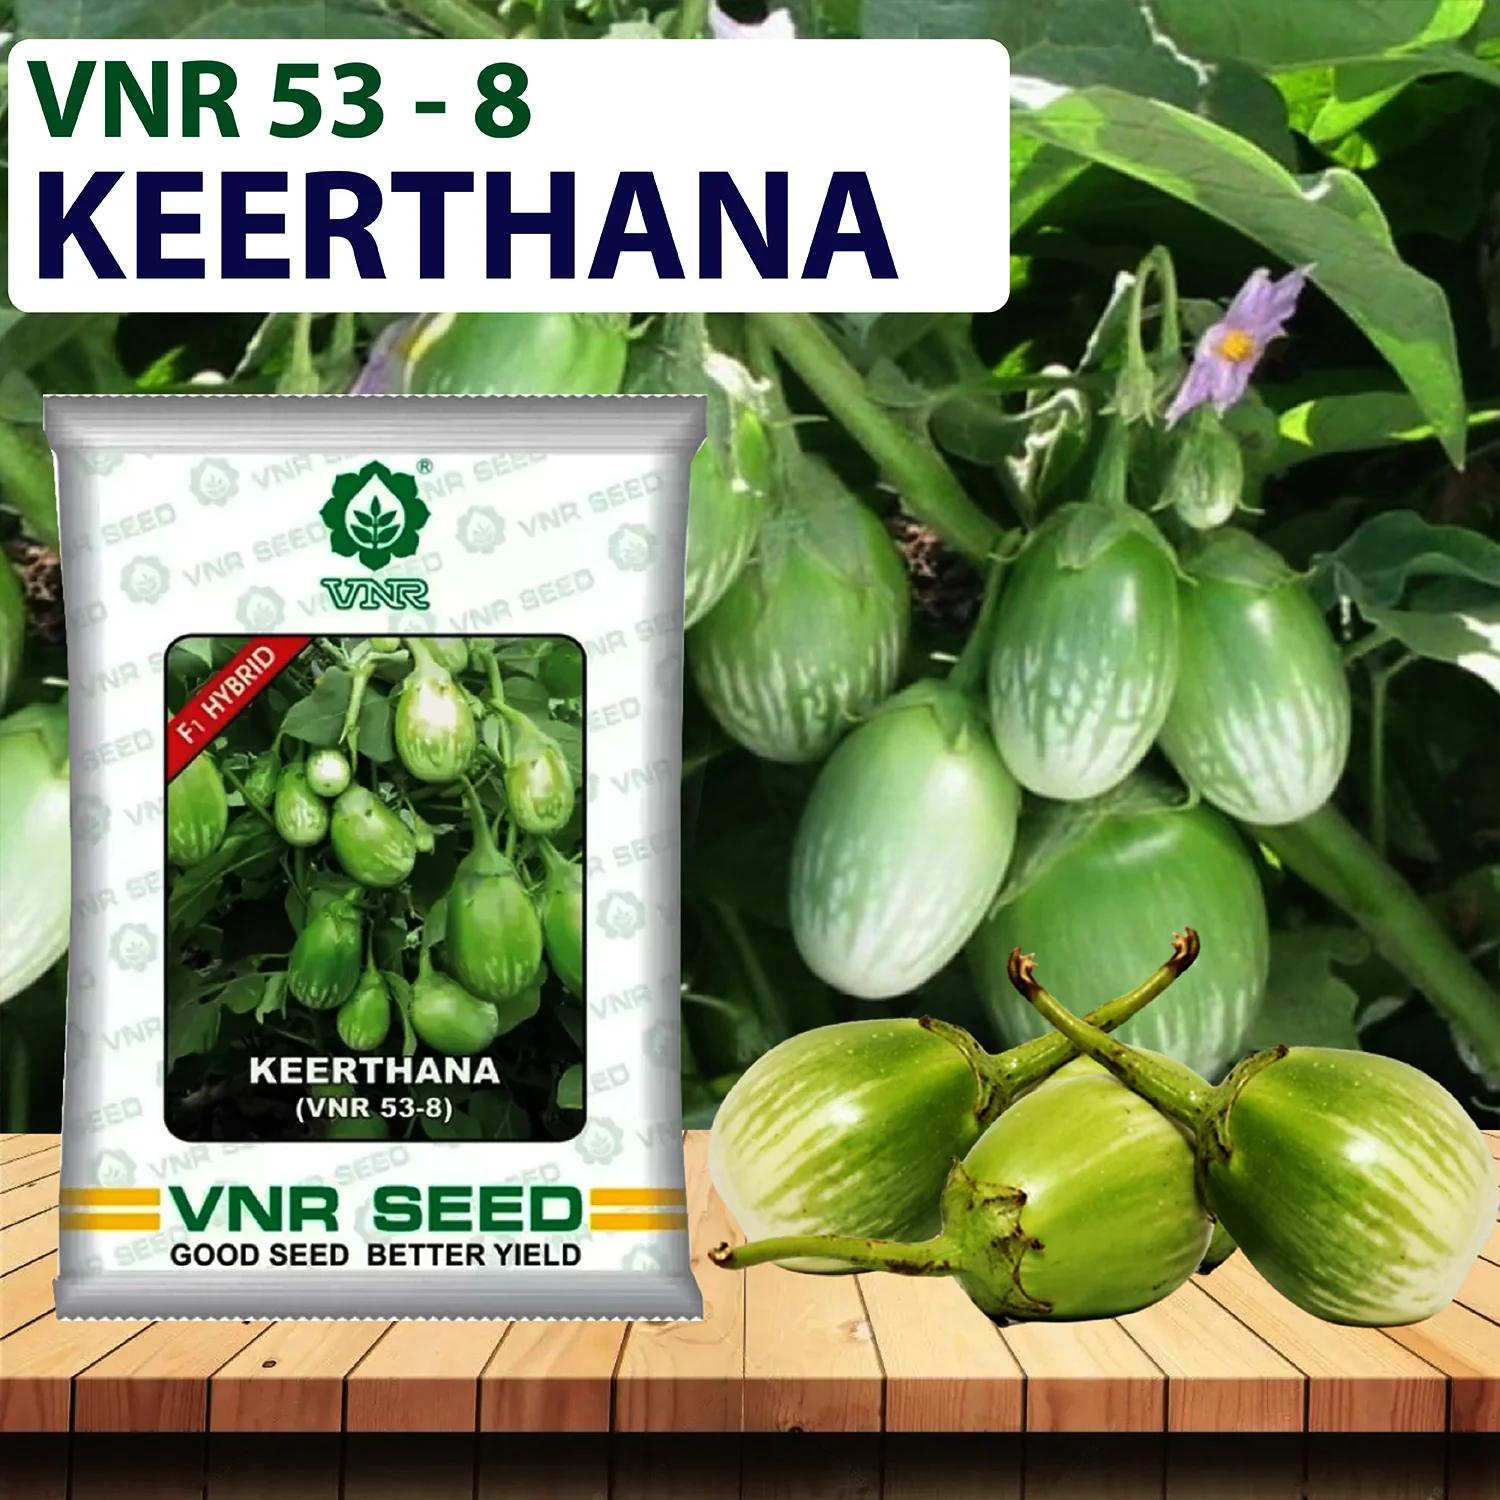 VNR 53 - 8
KEERTHANA
®
VNR
F1 HYBRID
KEERTHANA
(VNR 53-8)
VNR SEED
GOOD SEED BETTER YIELD